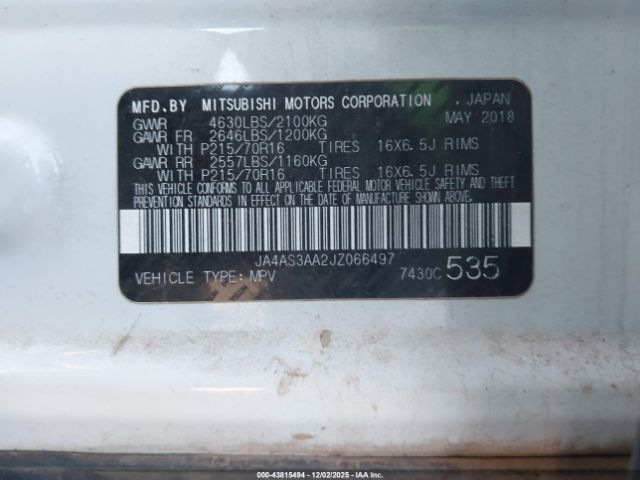 MFD.BY MITSUBISHI MOTORS CORPORATION . JAPAN
GVWR 4630LBS/2100KG MAY 2018
GAWR FR 2646LBS/1200KG
WITH P215/70R16 TIRES 16X6.5J RIMS
GAWR RR 2557LBS/1160KG
WITH P215/70R16 TIRES 16X6.5J RIMS
THIS VEHICLE CONFORMS TO ALL APPLICABLE FEDERAL MOTOR VEHICLE SAFETY AND THEFT
PREVENTION STANDARDS IN EFFECT ON THE DATE OF MANUFACTURE SHOWN ABOVE.
JA4AS3AA2JZ066497
VEHICLE TYPE: MPV 7430C 535
000-43815494 12/02/2025 IAA Inc.